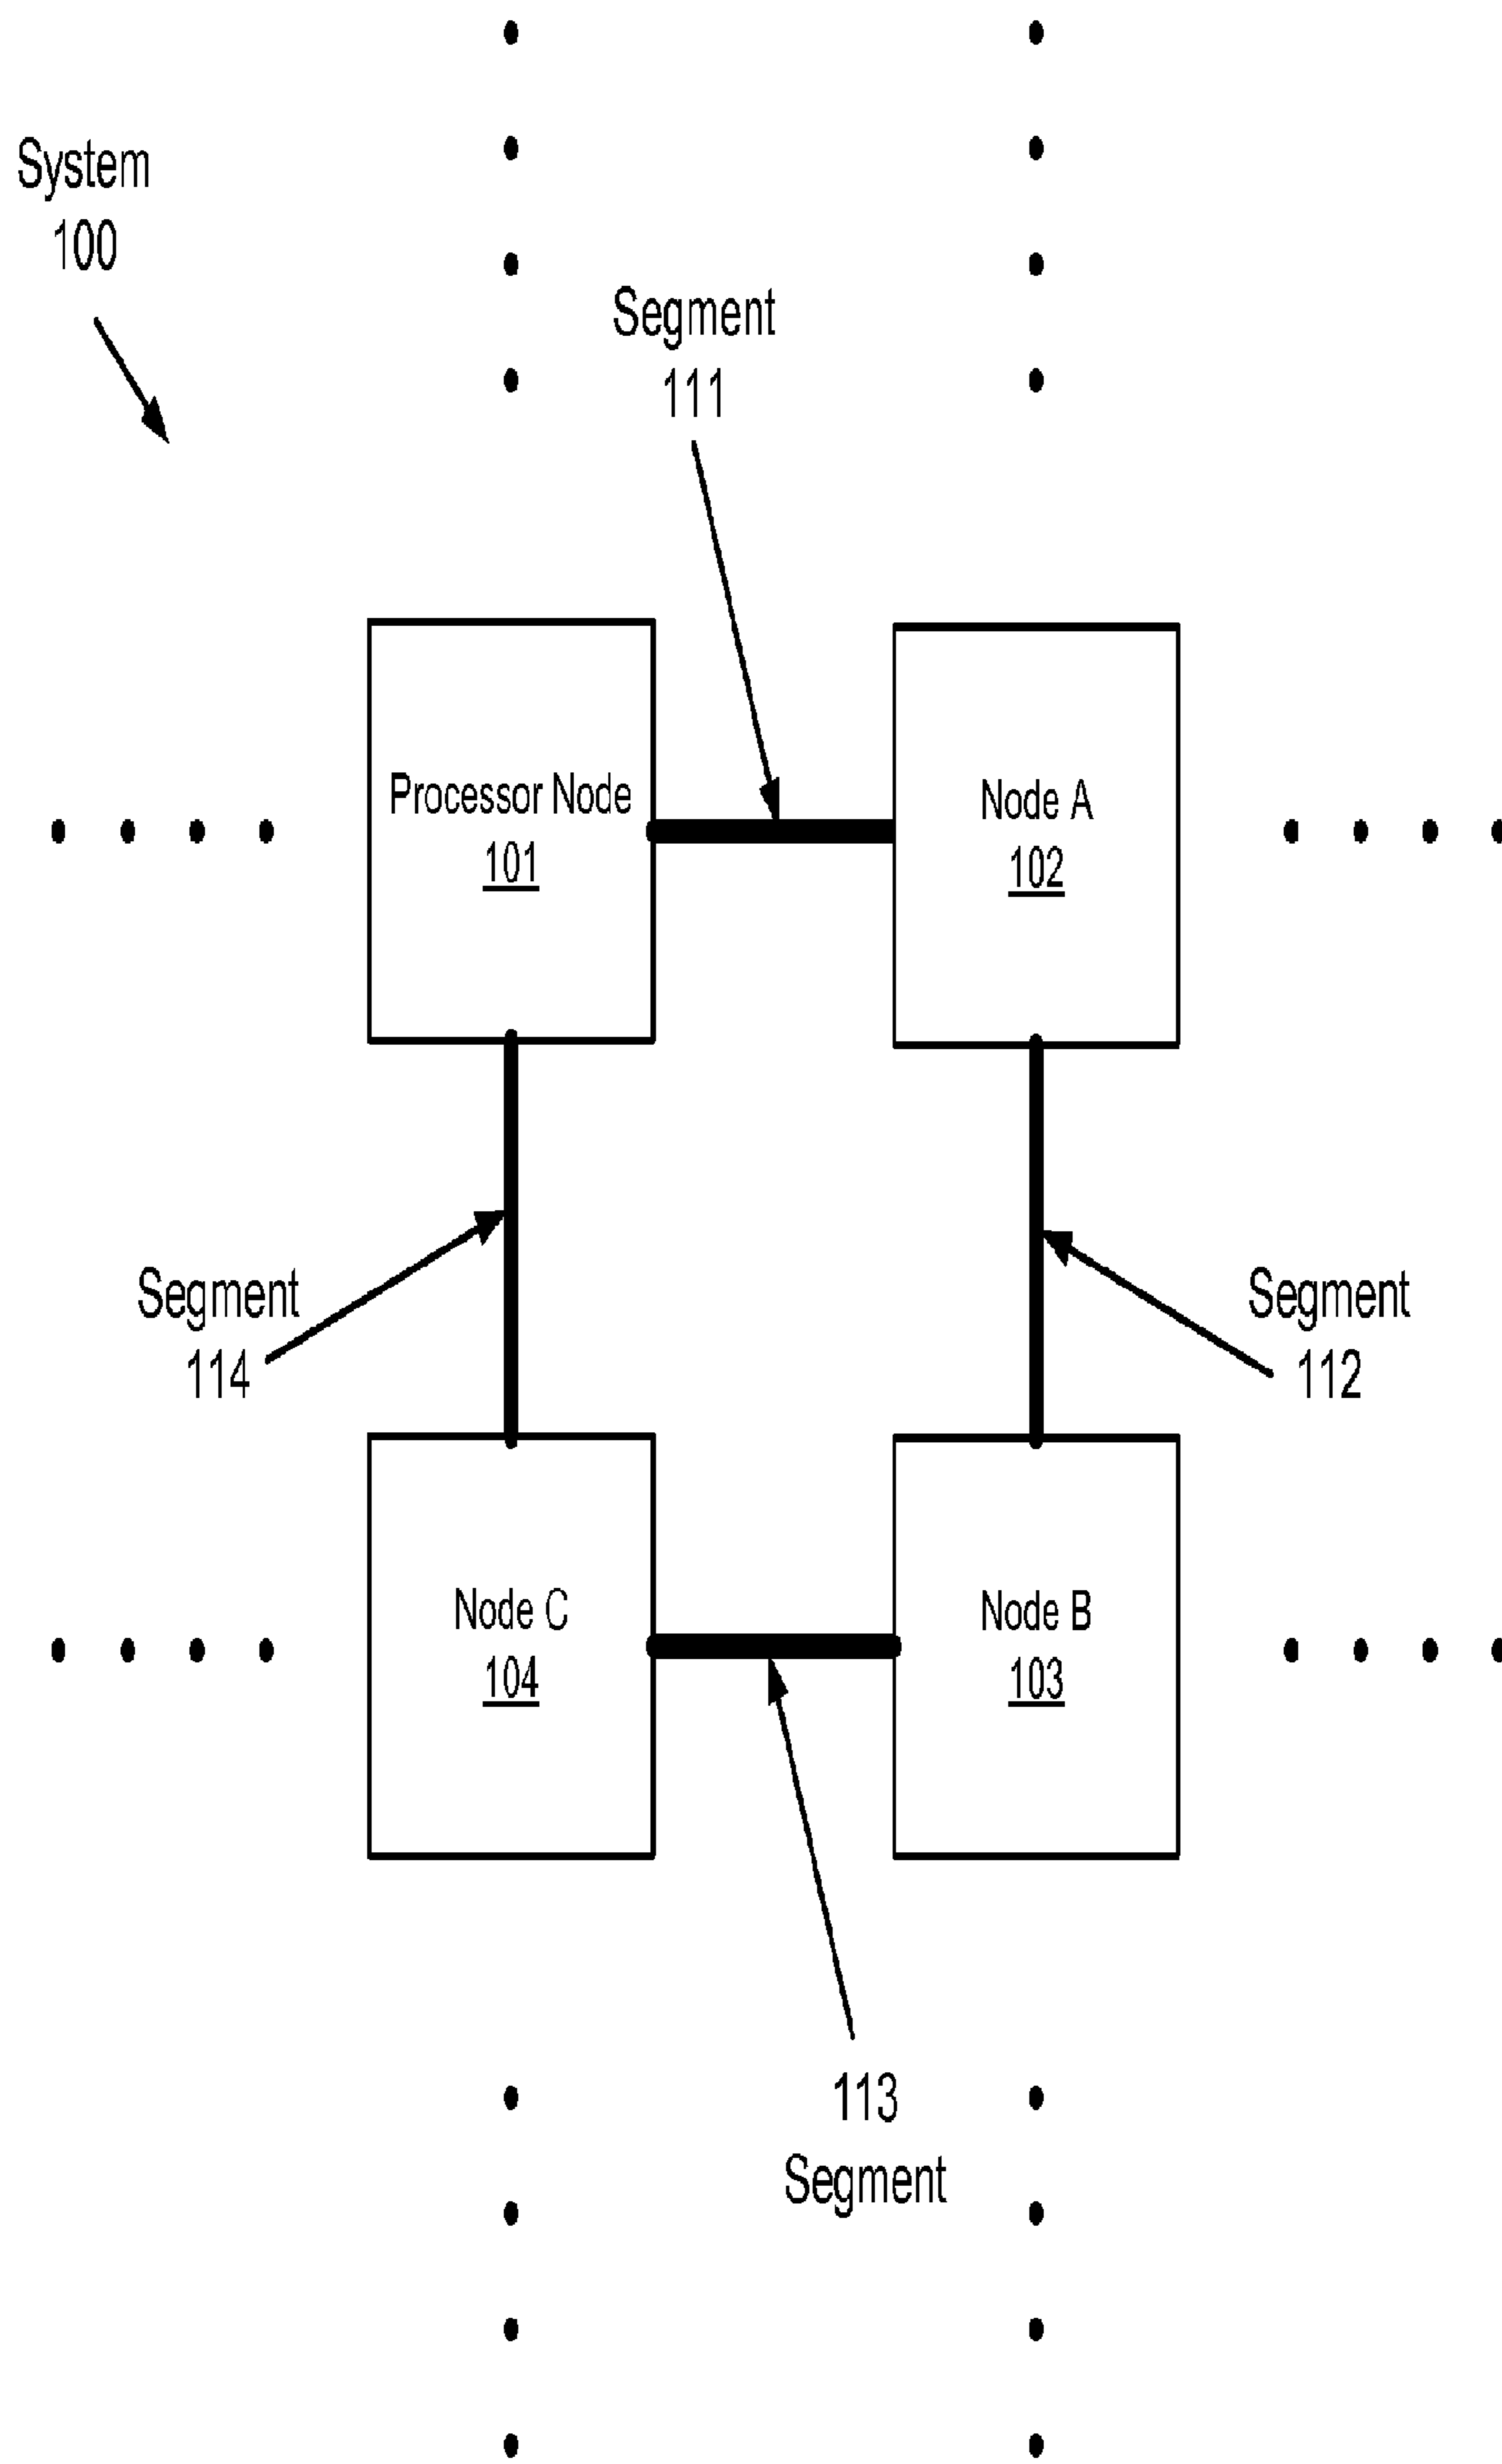 System
100
Segment
111
Processor Node
101
Node A
102
Segment
114
Segment
112
Node C
104
Node B
103
113
Segment